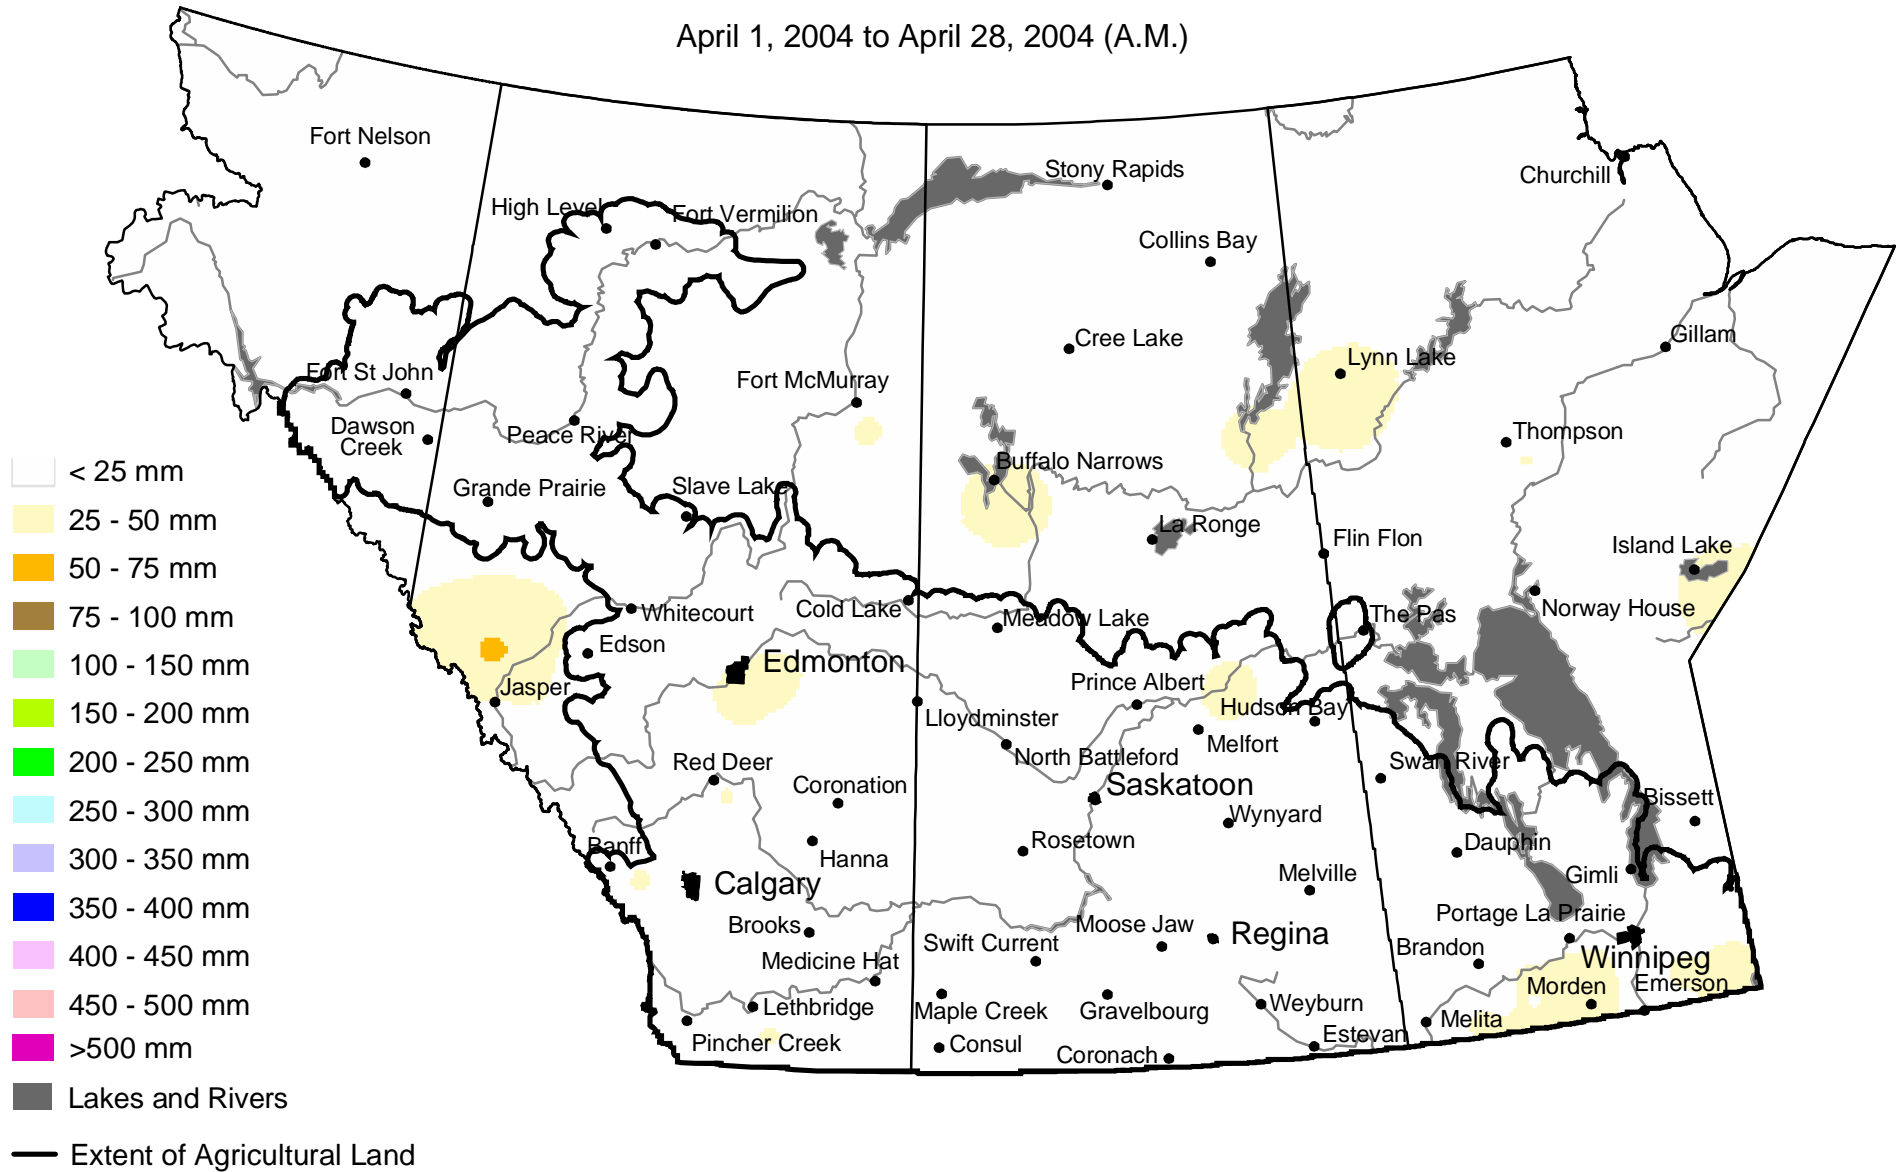 April 1, 2004 to April 28, 2004 (A.M.)
Fort Nelson
Stony Rapids
Churchill
High Level
Fort Vermilion
Collins Bay
Gillam
Cree Lake
Lynn Lake
Fort St John
Fort McMurray
Dawson
Creek
Peace River
Thompson
Buffalo Narrows
< 25 mm
Grande Prairie
Slave Lake
25 - 50 mm
La Ronge
Flin Flon
Island Lake
50 - 75 mm
Whitecourt
Cold Lake
Meadow Lake
The Pas
Norway House
75 - 100 mm
Edson
Edmonton
100 - 150 mm
Jasper
Prince Albert
Hudson Bay
150 - 200 mm
Lloydminster
Melfort
North Battleford
200 - 250 mm
Red Deer
Coronation
Saskatoon
Swan River
Bissett
250 - 300 mm
Wynyard
Banff
Hanna
Rosetown
Dauphin
300 - 350 mm
Calgary
Melville
Gimli
350 - 400 mm
Brooks
Swift Current
Moose Jaw
Regina
Portage La Prairie
Brandon
Winnipeg
400 - 450 mm
Medicine Hat
Morden
Emerson
450 - 500 mm
Lethbridge
Maple Creek
Gravelbourg
Weyburn
Melita
>500 mm
Pincher Creek
Consul
Coronach
Estevan
Lakes and Rivers
Extent of Agricultural Land